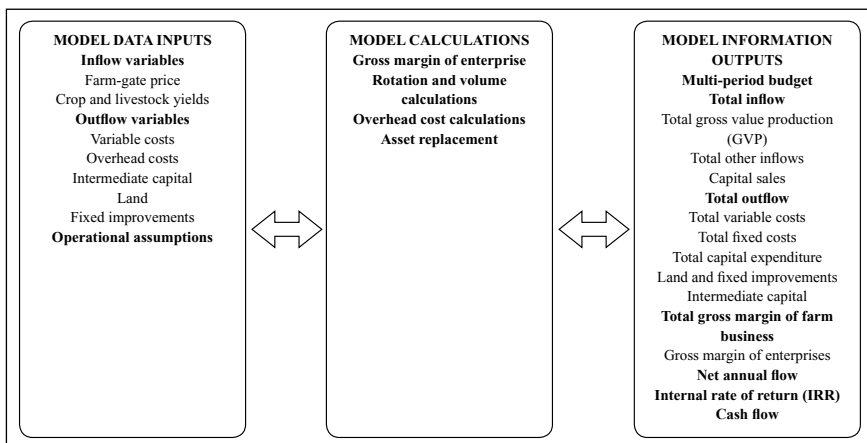 MODEL DATA INPUTS
Inflow variables
Farm-gate price
Crop and livestock yields
Outflow variables
Variable costs
Overhead costs
Intermediate capital
Land
Fixed improvements
Operational assumptions
MODEL CALCULATIONS
Gross margin of enterprise
Rotation and volume
calculations
Overhead cost calculations
Asset replacement
MODEL INFORMATION
OUTPUTS
Multi-period budget
Total inflow
Total gross value production
(GVP)
Total other inflows
Capital sales
Total outflow
Total variable costs
Total fixed costs
Total capital expenditure
Land and fixed improvements
Intermediate capital
Total gross margin of farm
business
Gross margin of enterprises
Net annual flow
Internal rate of return (IRR)
Cash flow